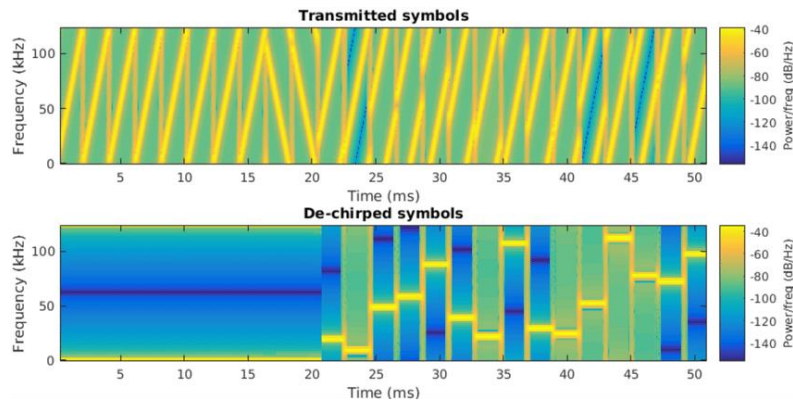 Transmitted symbols
Frequency (kHz)
100
50
0
5 10 15 20 25 30 35 40 45 50
Time (ms)
-40
-60
-80
-100
-120
-140
Power/freq (dB/Hz)
De-chirped symbols
Frequency (kHz)
100
50
0
5 10 15 20 25 30 35 40 45 50
Time (ms)
-40
-60
-80
-100
-120
-140
Power/freq (dB/Hz)